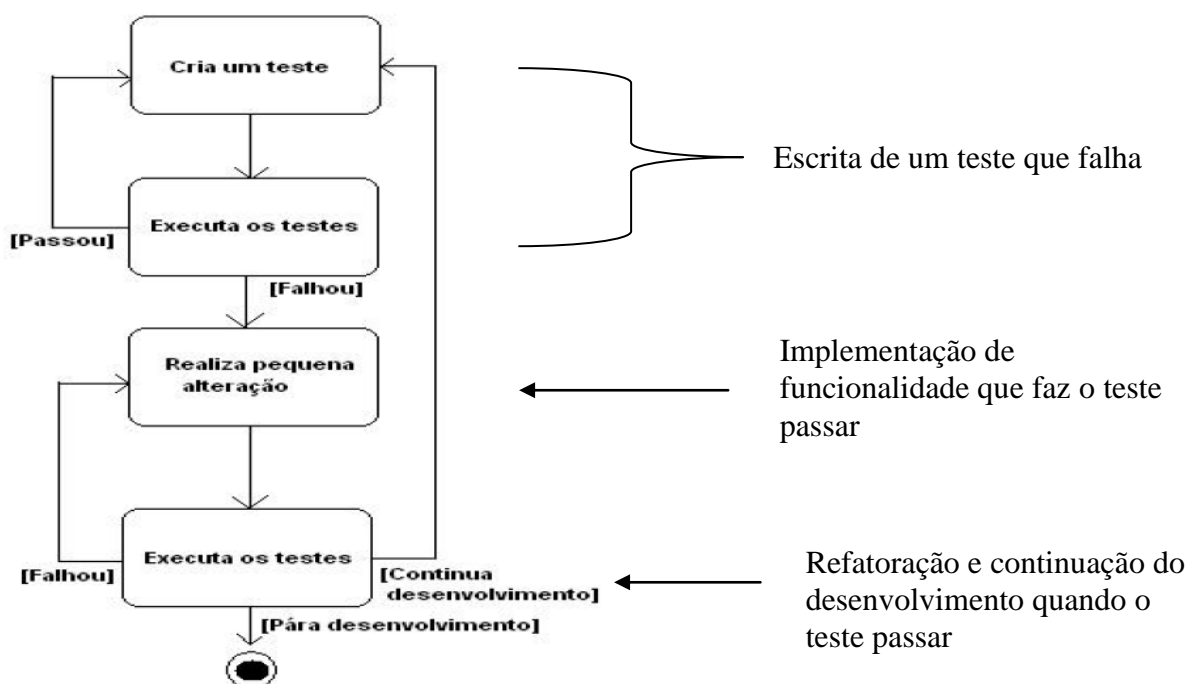 Cria um teste
Escrita de um teste que falha
Executa os testes
[Passou]
[Falhou]
Realiza pequena
alteração
Implementação de
funcionalidade que faz o teste
passar
Executa os testes
[Falhou]
[Continua
desenvolvimento]
[Pára desenvolvimento]
Refatoração e continuação do
desenvolvimento quando o
teste passar